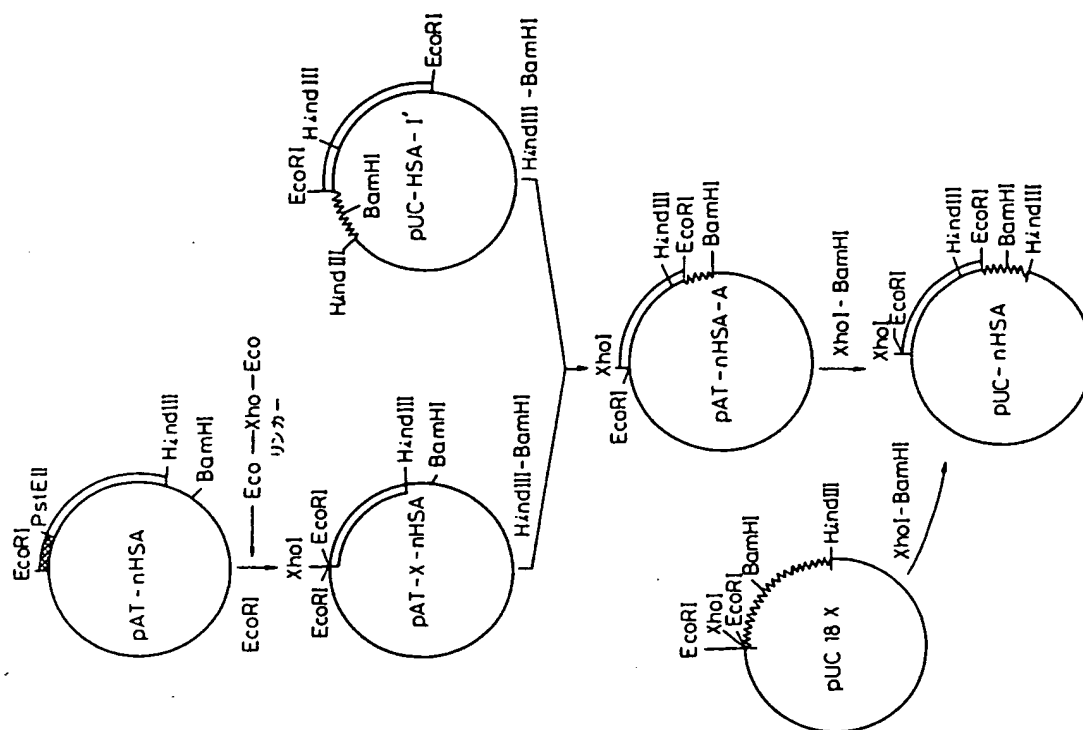 EcoRI
PstEII
HindIII
BamHI
pAT-nHSA
EcoRI
Eco—Xho—Eco
リンカー
XhoI
EcoRI
EcoRI
HindIII
BamHI
pAT-X-nHSA
HindIII-BamHI
EcoRI
HindIII
BamHI
HindIII
EcoRI
pUC-HSA-I'
HindIII-BamHI
XhoI
EcoRI
HindIII
EcoRI
BamHI
pAT-nHSA-A
XhoI-BamHI
EcoRI
XhoI
EcoRI
BamHI
HindIII
pUC 18 X
XhoI-BamHI
XhoI
EcoRI
HindIII
EcoRI
BamHI
HindIII
pUC-nHSA